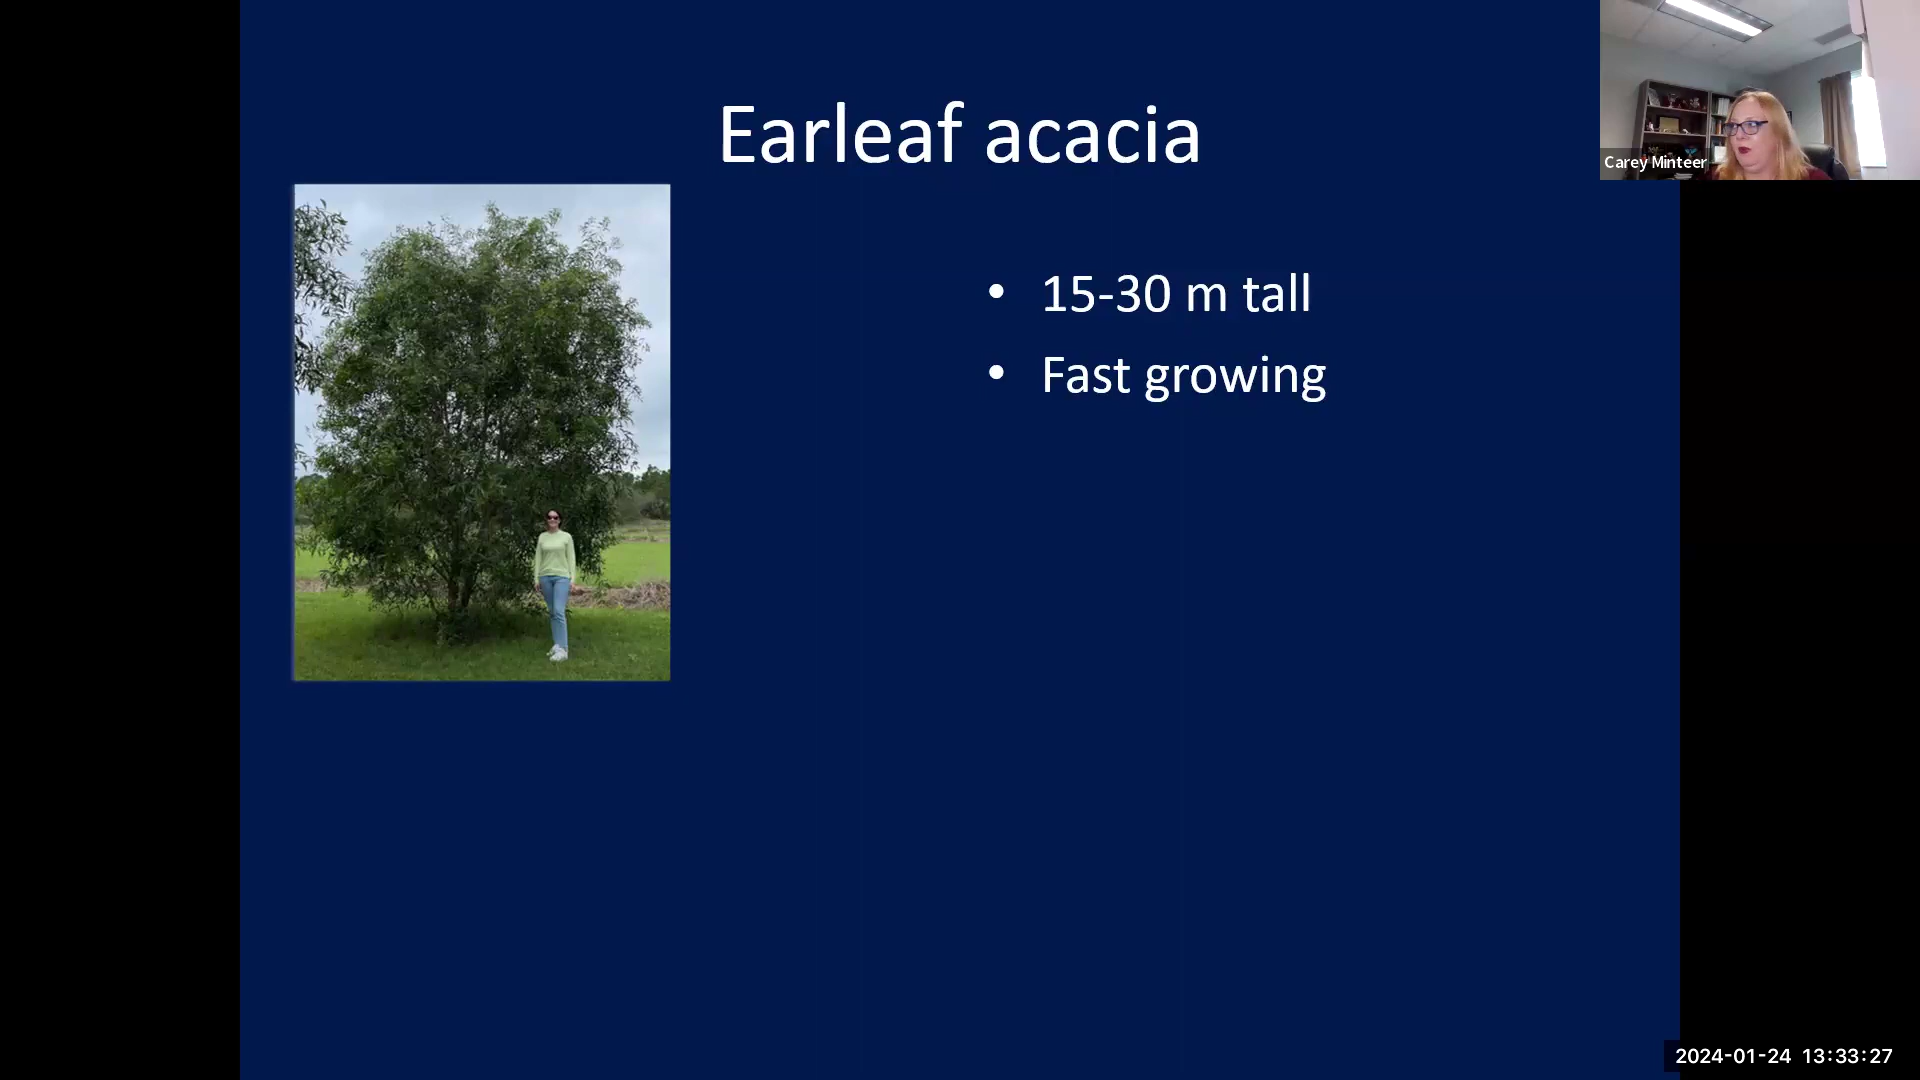 Earleaf acacia
Carey Minteer
• 15-30 m tall
• Fast growing
2024-01-24 13:33:27